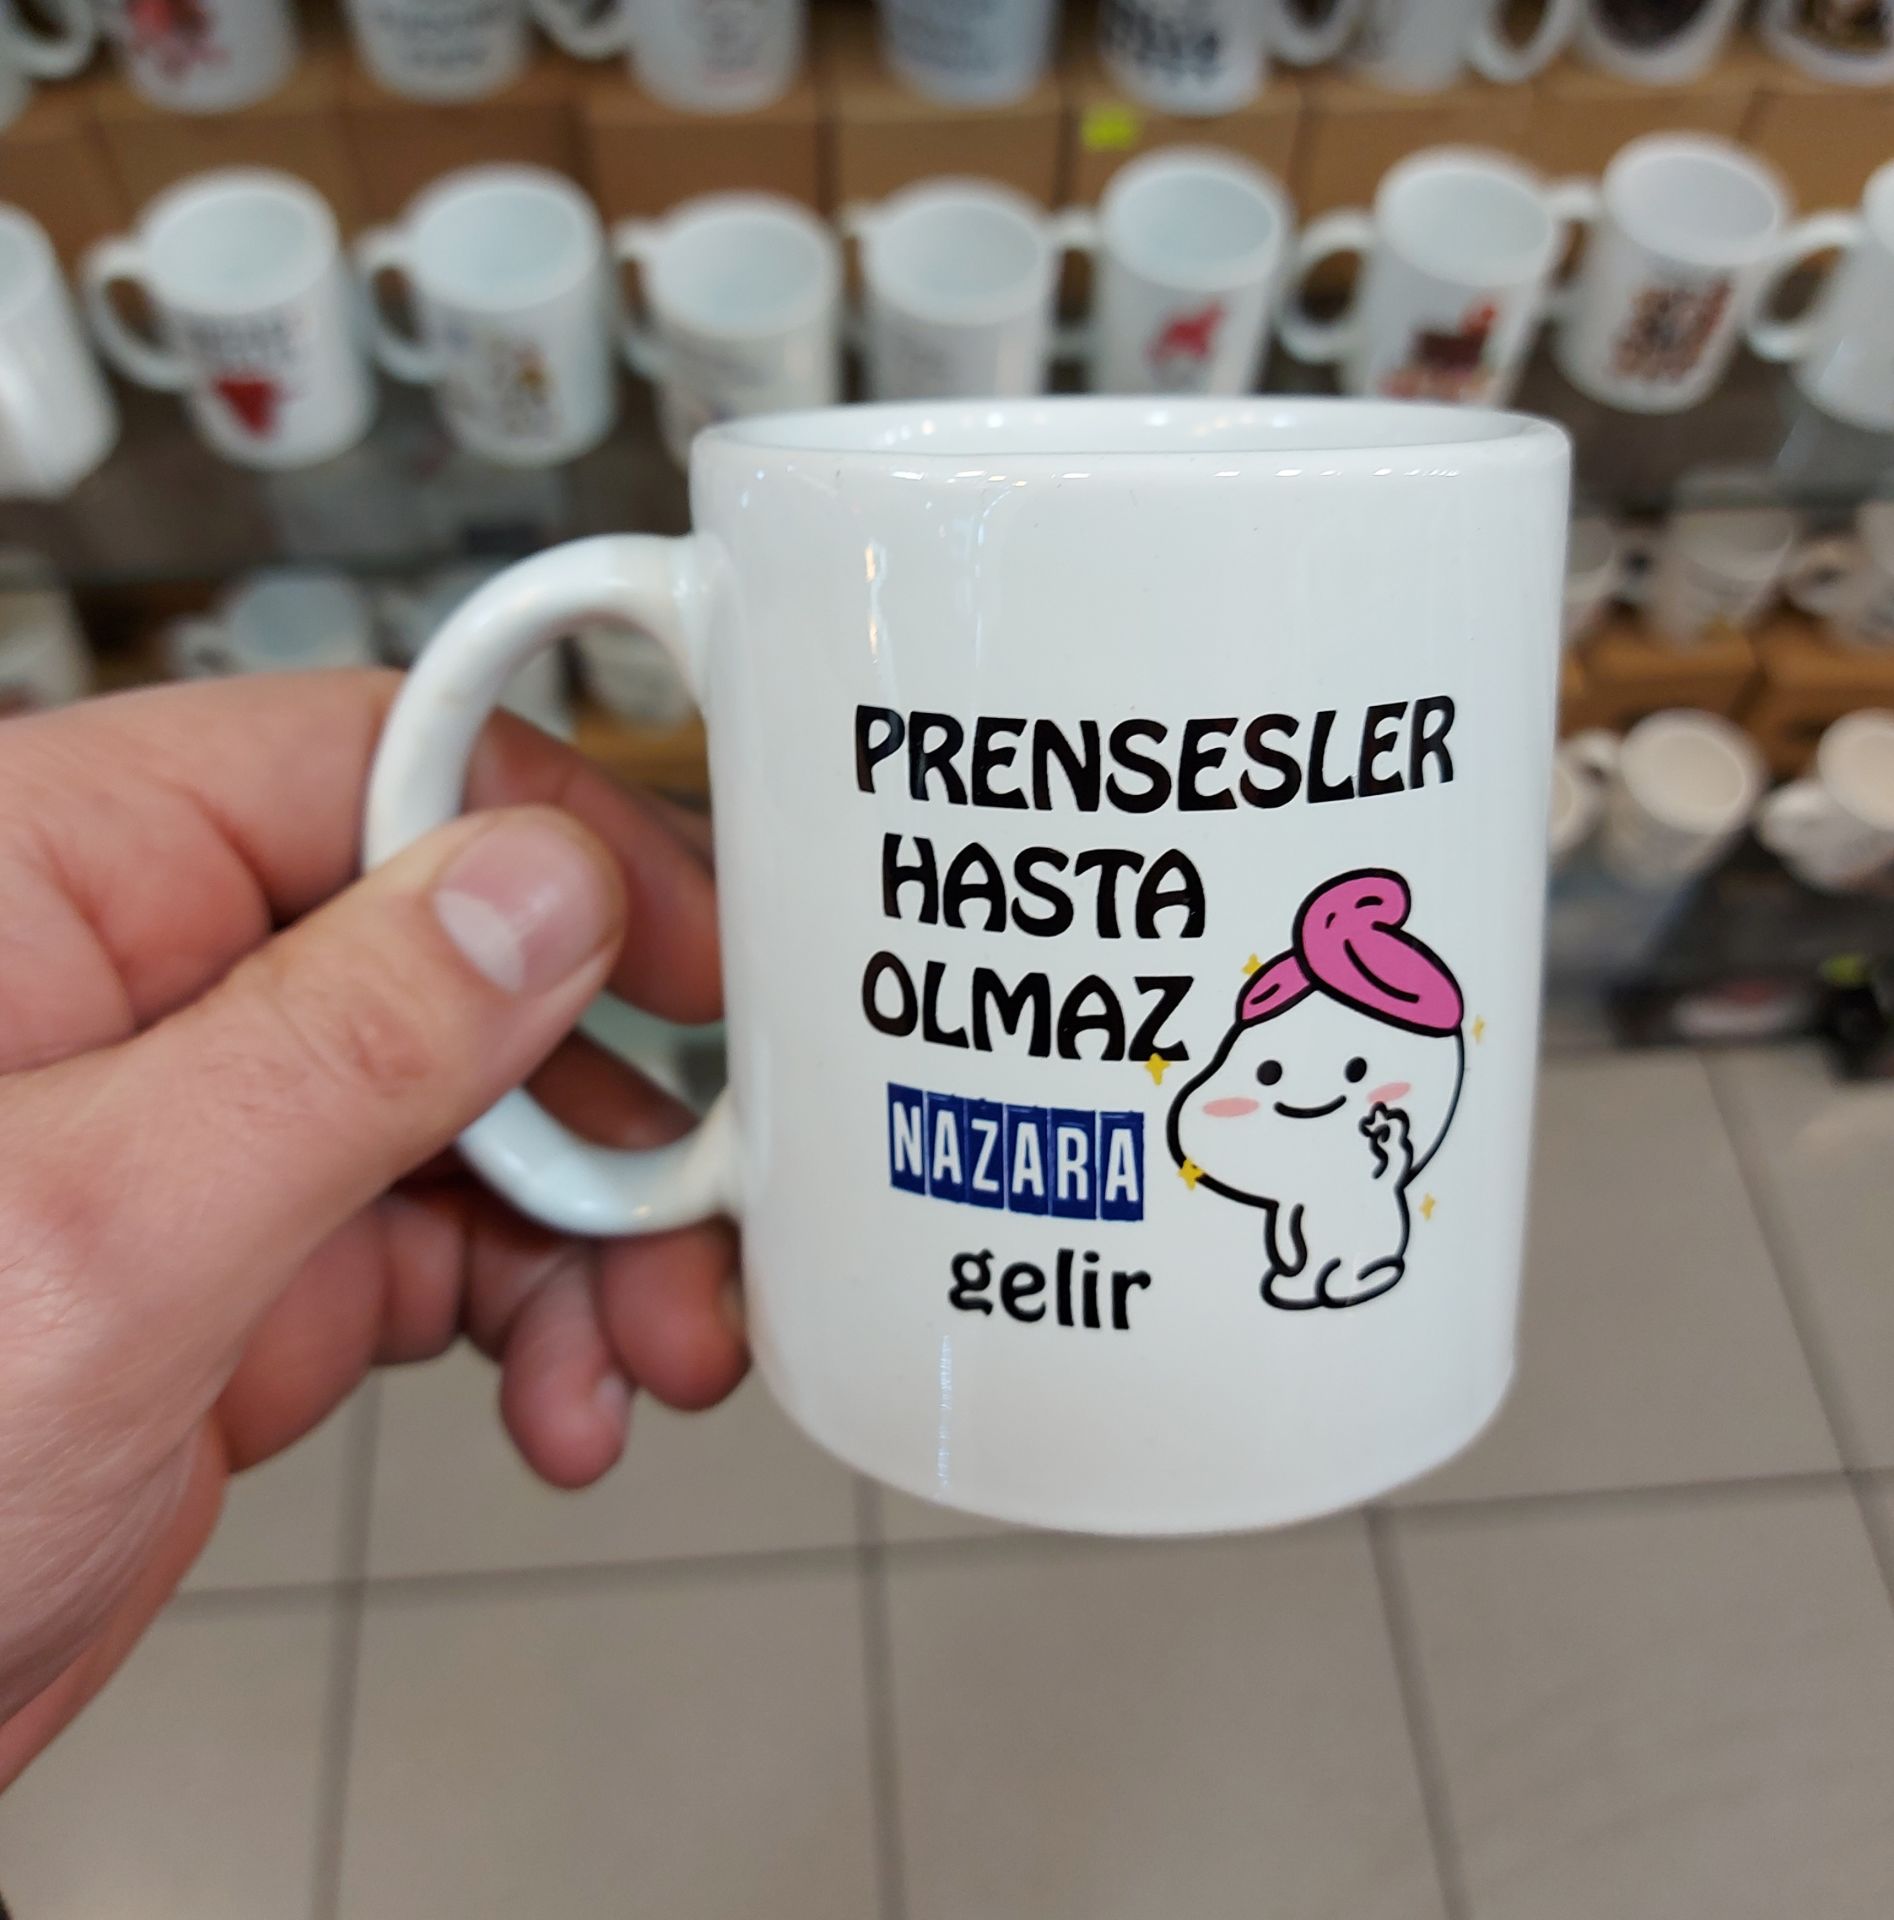 PRENSESLER
HASTA
OLMAZ
NAZARA
gelir